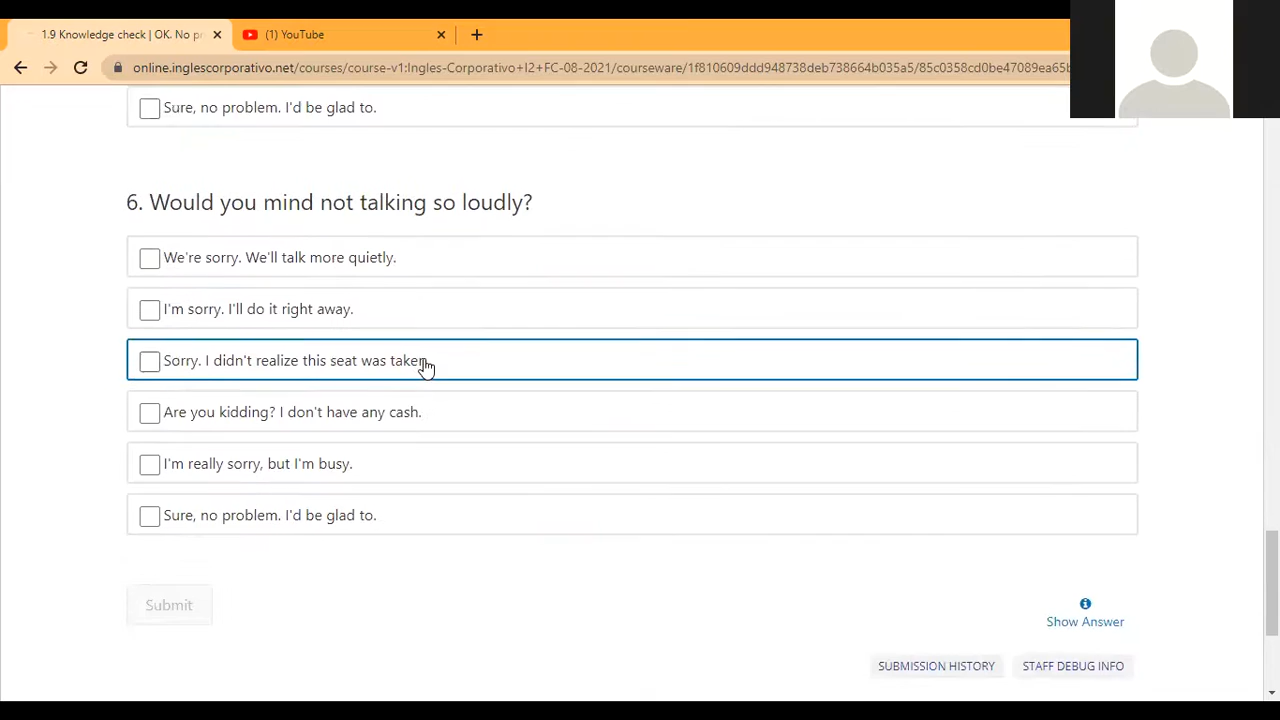 1.9 Knowledge check | OK. No pr
(1) YouTube
online.inglescorporativo.net/courses/course-v1:Ingles-Corporativo+I2+FC-08-2021/courseware/1f810609ddd948738deb738664b035a5/85c0358cd0be47089ea65b
Sure, no problem. I'd be glad to.
6. Would you mind not talking so loudly?
We're sorry. We'll talk more quietly.
I'm sorry. I'll do it right away.
Sorry. I didn't realize this seat was taken.
Are you kidding? I don't have any cash.
I'm really sorry, but I'm busy.
Sure, no problem. I'd be glad to.
Submit
Show Answer
SUBMISSION HISTORY
STAFF DEBUG INFO